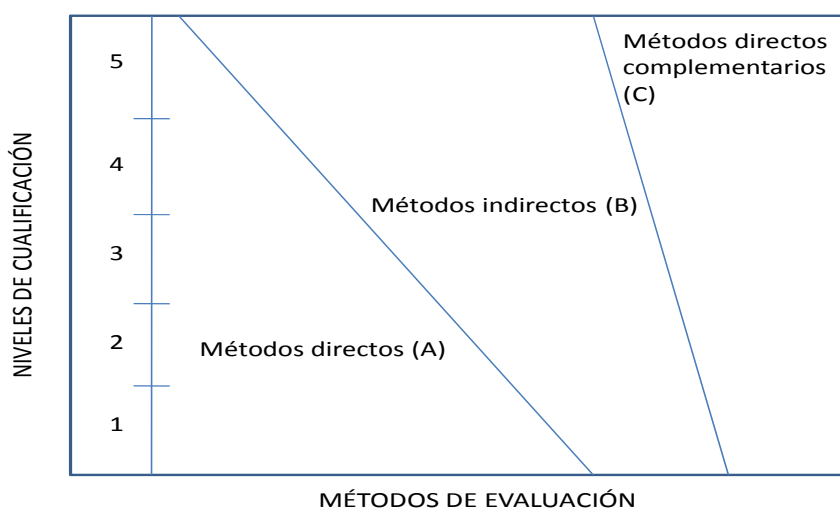 Métodos directos
complementarios
(C)
5
4
Métodos indirectos (B)
3
2
Métodos directos (A)
1
NIVELES DE CUALIFICACIÓN
MÉTODOS DE EVALUACIÓN